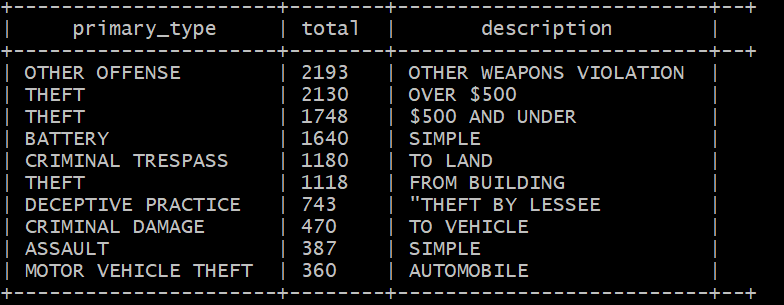 +-----------------------+--------+---------------------------+--+
| primary_type | total | description |
+-----------------------+--------+---------------------------+--+
| OTHER OFFENSE | 2193 | OTHER WEAPONS VIOLATION |
| THEFT | 2130 | OVER $500 |
| THEFT | 1748 | $500 AND UNDER |
| BATTERY | 1640 | SIMPLE |
| CRIMINAL TRESPASS | 1180 | TO LAND |
| THEFT | 1118 | FROM BUILDING |
| DECEPTIVE PRACTICE | 743 | "THEFT BY LESSEE |
| CRIMINAL DAMAGE | 470 | TO VEHICLE |
| ASSAULT | 387 | SIMPLE |
| MOTOR VEHICLE THEFT | 360 | AUTOMOBILE |
+-----------------------+--------+---------------------------+--+